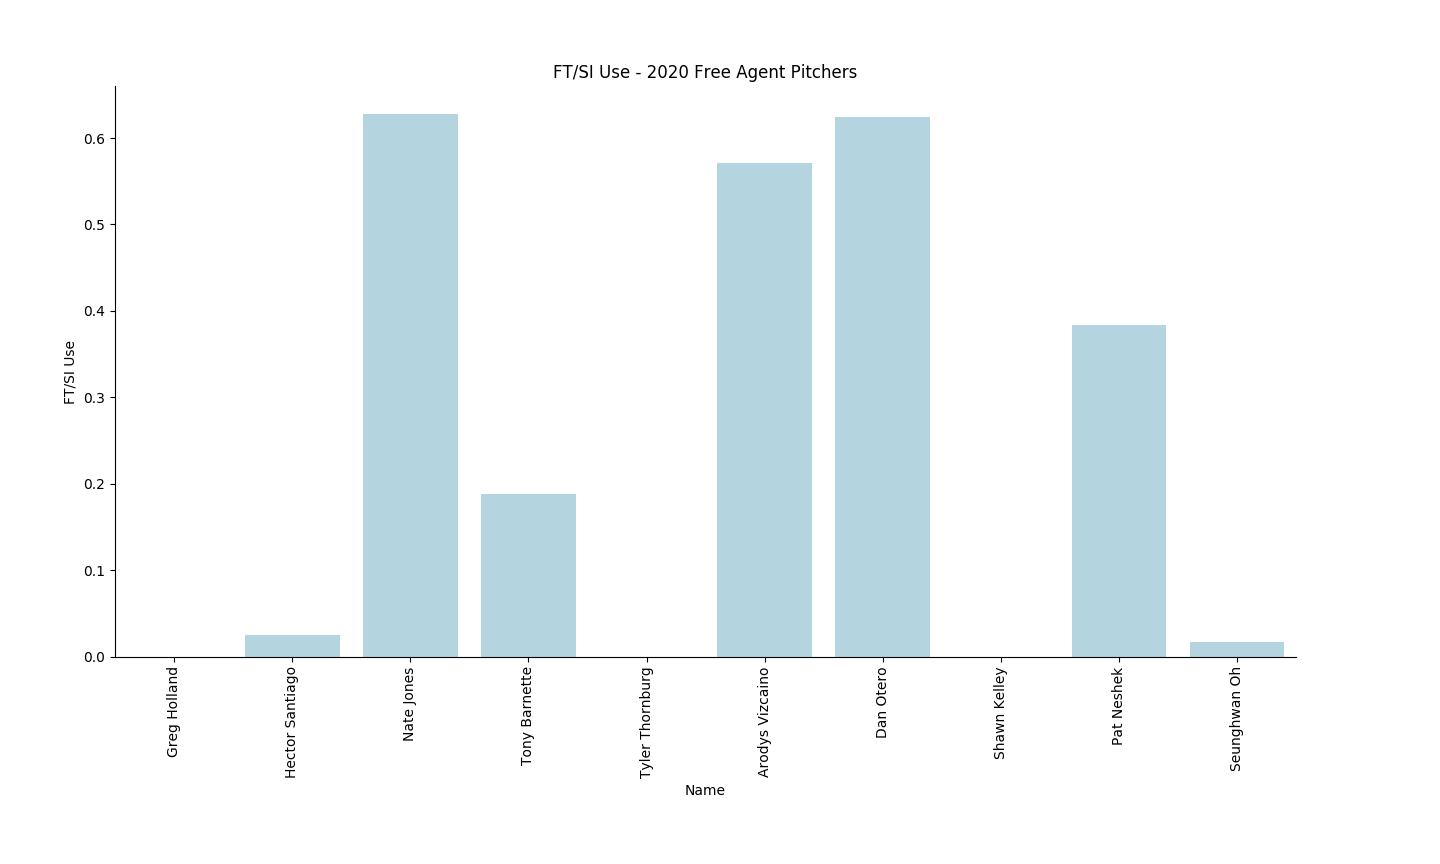 FT/SI Use - 2020 Free Agent Pitchers
FT/SI Use
0.6
0.5
0.4
0.3
0.2
0.1
0.0
Greg Holland
Hector Santiago
Nate Jones
Tony Barnette
Tyler Thornburg
Arodys Vizcaino
Dan Otero
Shawn Kelley
Pat Neshek
Seunghwan Oh
Name